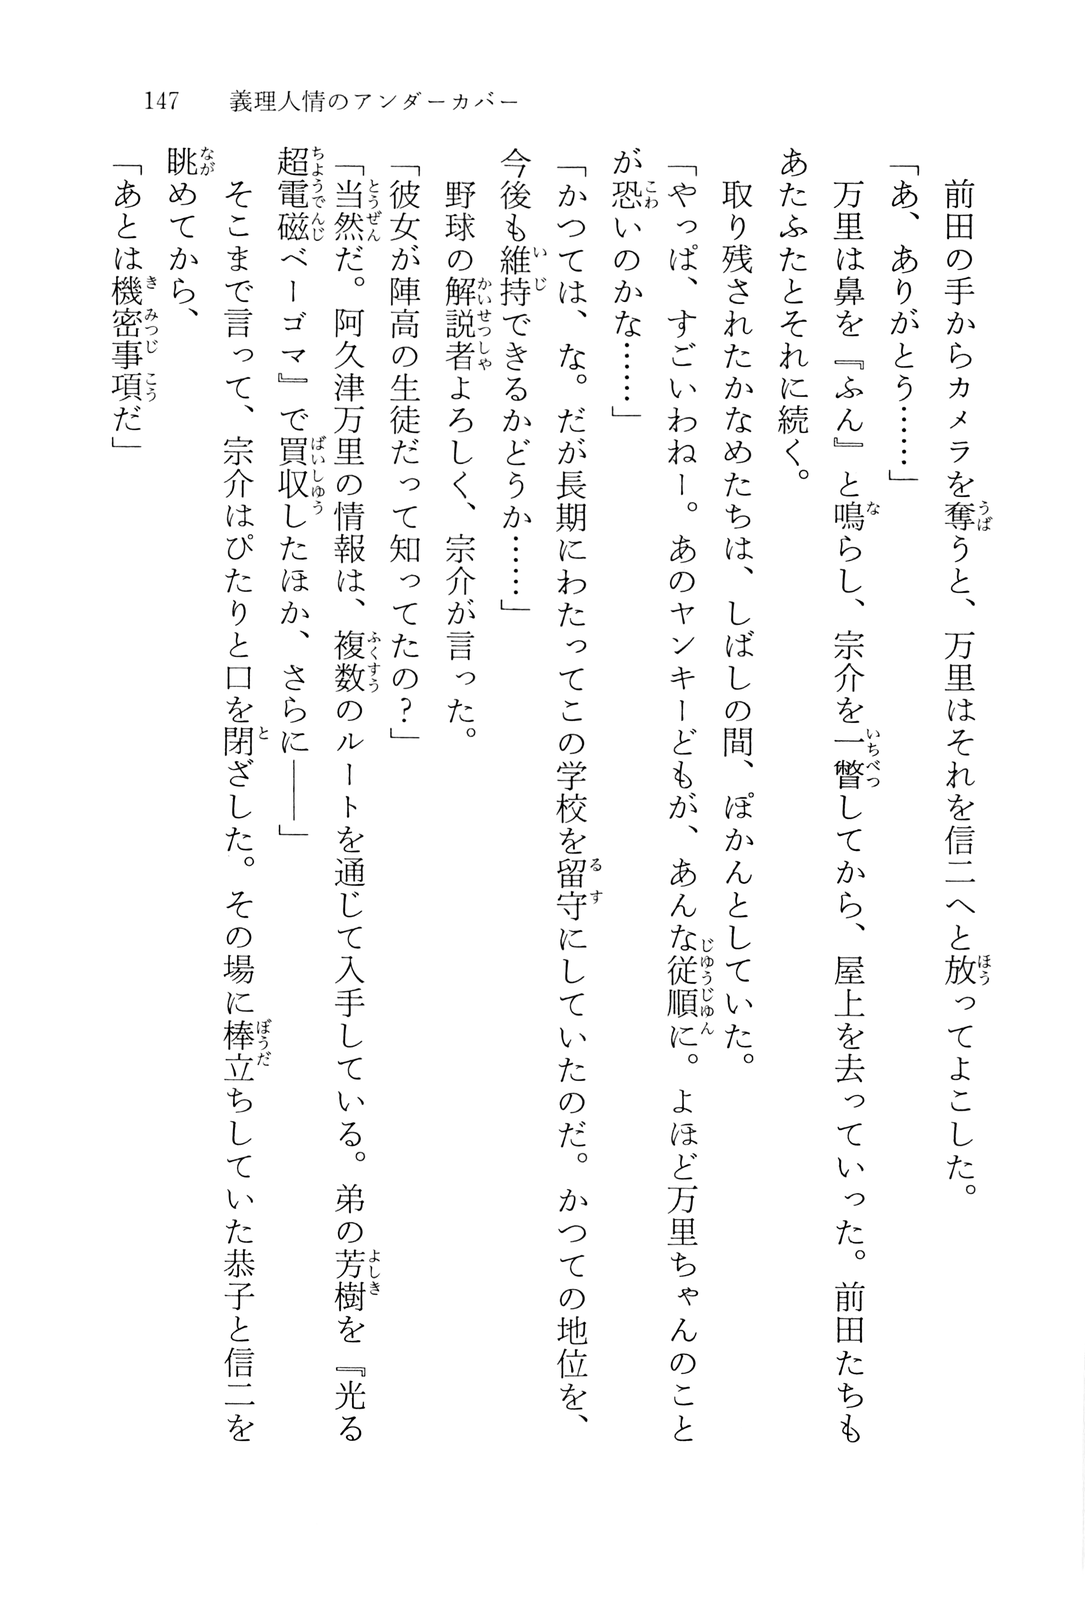 147 義理人情のアンダーカバー
前田の手からカメラを奪うと、万里はそれを信二へと放ってよこした。
「あ、ありがとう……」
万里は鼻を『ふん』と鳴らし、宗介を一瞥してから、屋上を去っていった。前田たちも
あたふたとそれに続く。
取り残されたかなめたちは、しばしの間、ぽかんとしていた。
「やっぱ、すごいわねー。あのヤンキーどもが、あんな従順に。よほど万里ちゃんのこと
が恐いのかな……」
「かつては、な。だが長期にわたってこの学校を留守にしていたのだ。かつての地位を、
今後も維持できるかどうか……」
野球の解説者よろしく、宗介が言った。
「彼女が陣高の生徒だって知ってたの？」
「当然だ。阿久津万里の情報は、複数のルートを通じて入手している。弟の芳樹を『光る
超電磁ベーゴマ』で買収したほか、さらに――」
そこまで言って、宗介はぴたりと口を閉ざした。その場に棒立ちしていた恭子と信二を
眺めてから、
「あとは機密事項だ」